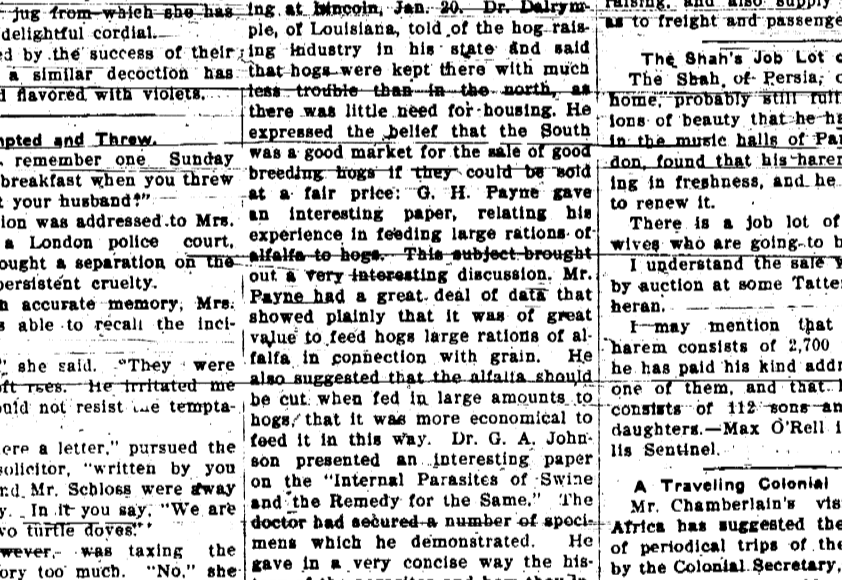 jug from which she has
delightful cordial.
ed by the success of their
a similar decoction has
flavored with violets.
mpted and Threw.
remember one Sunday
breakfast when you threw
t your husband?"
ion was addressed to Mrs.
a London police court,
ought a separation on the
persistent cruelty.
n accurate memory, Mrs.
s able to recall the inci-
she said. "They were
oft rses. He irritated me
ould not resist the tempta-
ere a letter," pursued the
solicitor, "written by you
nd Mr. Schloss were away
y. In it you say, "We are
wo turtle doves."'
owever, was taxing the
ory too much. "No," she
ing at Lincoln, Jan. 20. Dr. Dalrym-
ple, of Louisiana, told of the hog rais-
ing industry in his state and said
that hogs were kept there with much
less trouble than in the north, as
there was little need for housing. He
expressed the belief that the South
was a good market for the sale of good
breeding hogs if they could be sold
at a fair price. G. H. Payne gave
an interesting paper, relating his
experience in feeding large rations of
alfalfa to hogs. This subject brought
out a very interesting discussion. Mr.
Payne had a great deal of data that
showed plainly that it was of great
value to feed hogs large rations of al-
falfa in connection with grain. He
also suggested that the alfalfa should
be cut when fed in large amounts to
hogs, that it was more economical to
feed it in this way. Dr. G. A. John-
son presented an interesting paper
on the "Internal Parasites of Swine
and the Remedy for the Same." The
doctor had secured a number of speci-
mens which he demonstrated. He
gave in a very concise way the his-
raising, and also supply
as to freight and passenge
The Shah's Job Lot o
The Shah, of Persia,
home, probably still full
ions of beauty that he ha
in the music halls of Par
don, found that his harem
ing in freshness, and he
to renew it.
There is a job lot of
wives who are going to b
I understand the sale w
by auction at some Tatte
heran.
I may mention that
harem consists of 2,700
he has paid his kind addr
one of them, and that
consists of 112 sons an
daughters.—Max O'Rell i
lis Sentinel.
A Traveling Colonial
Mr. Chamberlain's vis
Africa has suggested the
of periodical trips of the
by the Colonial Secretary,